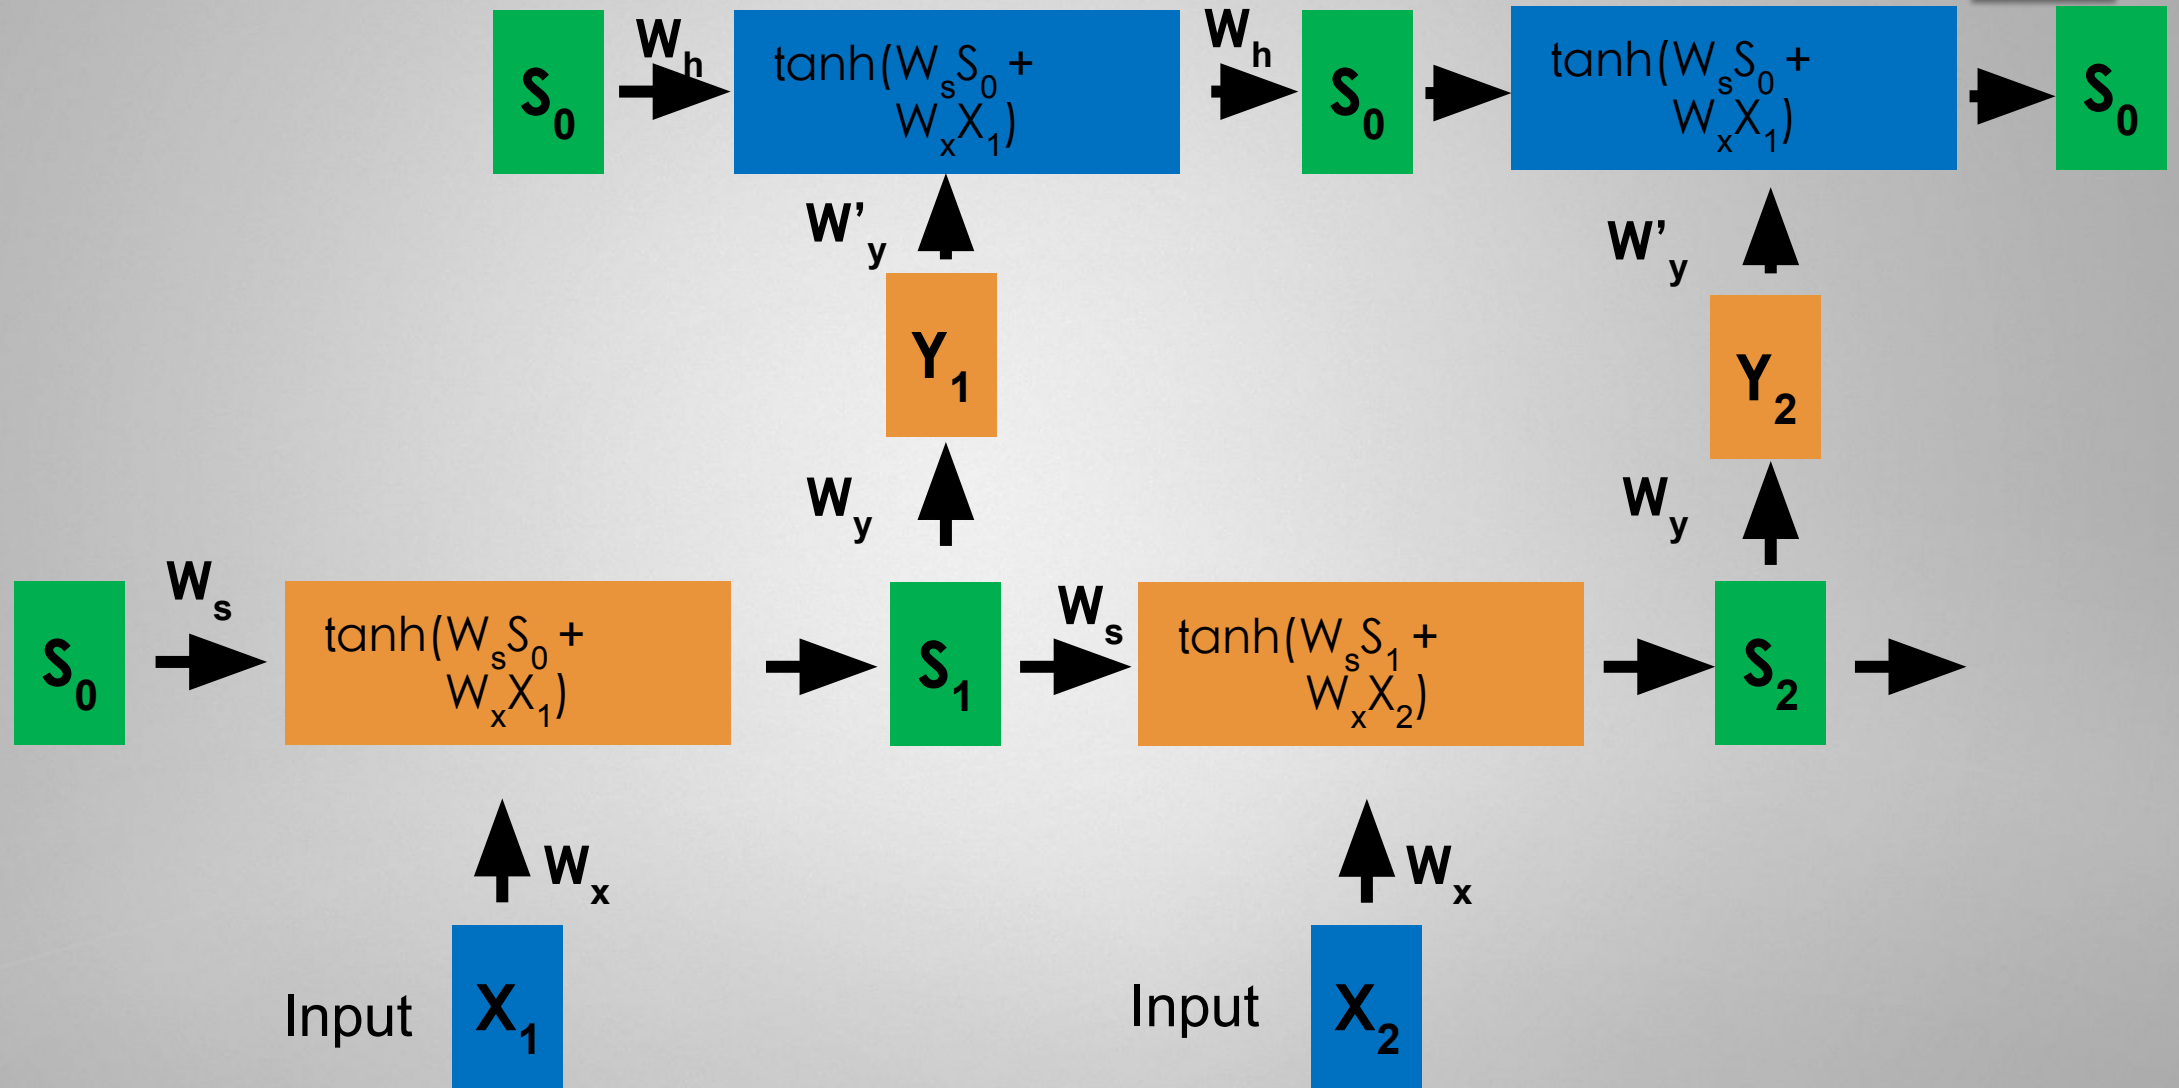 S0
Wh
tanh(WsS0 +
WxX1)
Wh
S0
tanh(WsS0 +
WxX1)
S0
W’y
W’y
Y1
Y2
Wy
Wy
S0
Ws
tanh(WsS0 +
WxX1)
S1
Ws
tanh(WsS1 +
WxX2)
S2
Wx
Wx
Input
X1
Input
X2